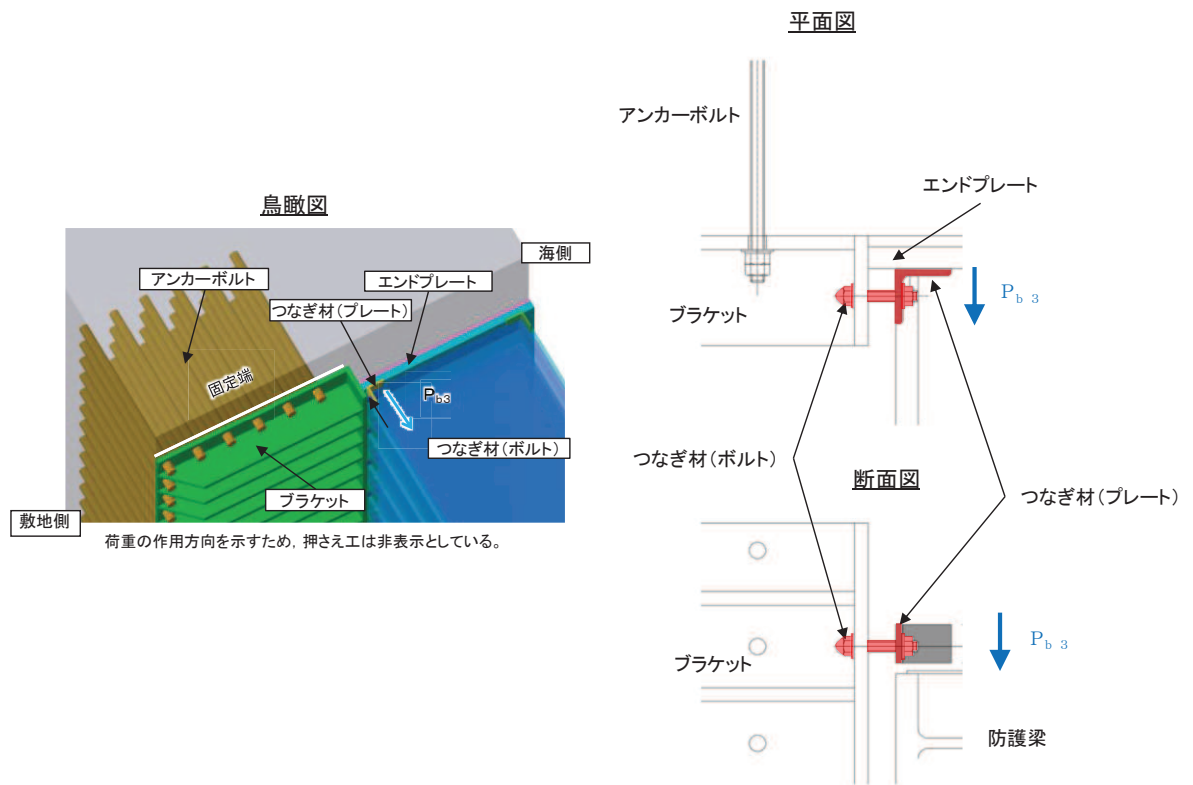 鳥瞰図
海側
アンカーボルト
エンドプレート
つなぎ材(プレート)
固定端
Pb3
つなぎ材(ボルト)
ブラケット
敷地側
荷重の作用方向を示すため，押さえ工は非表示としている。
平面図
アンカーボルト
エンドプレート
Pb3
ブラケット
つなぎ材(ボルト)
断面図
つなぎ材(プレート)
Pb3
ブラケット
防護梁